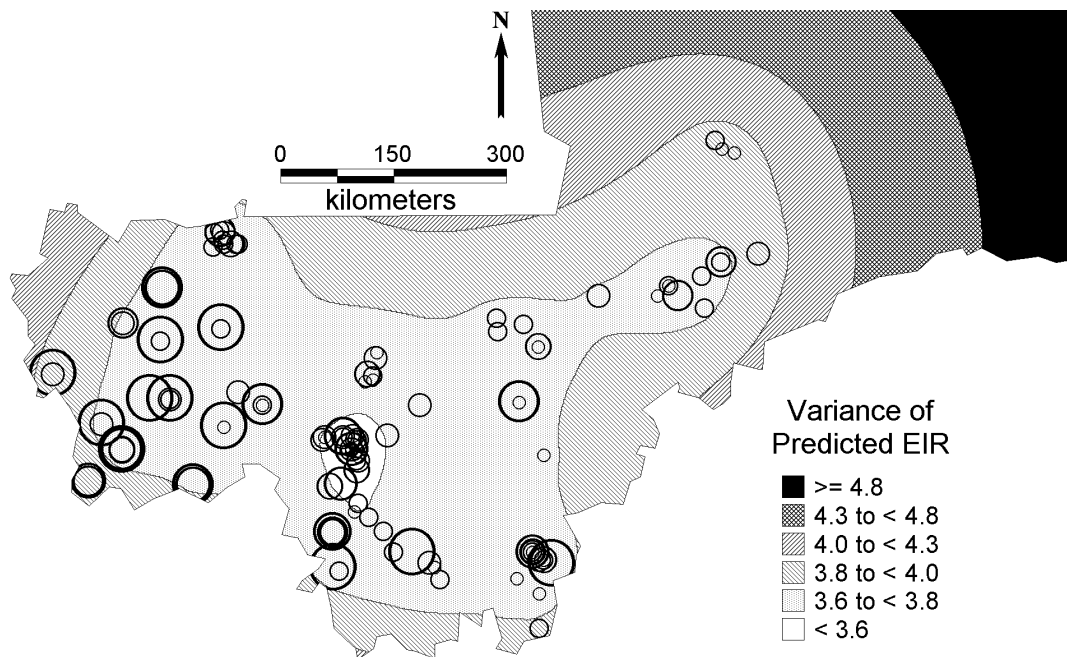 N
0 150 300
kilometers
Variance of
Predicted EIR
>= 4.8
4.3 to < 4.8
4.0 to < 4.3
3.8 to < 4.0
3.6 to < 3.8
< 3.6